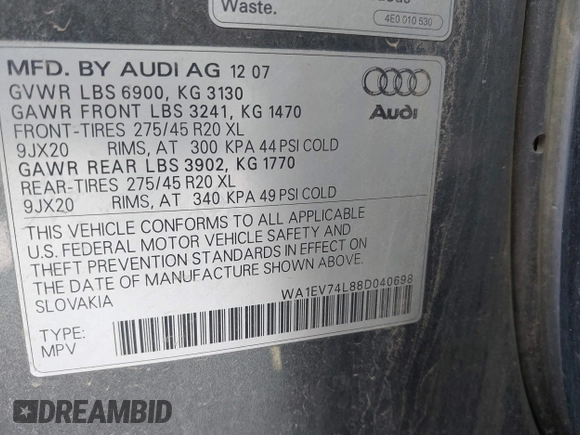 Waste.
4E0 010 530
MFD. BY AUDI AG 12 07
GVWR LBS 6900, KG 3130
GAWR FRONT LBS 3241, KG 1470
FRONT-TIRES 275/45 R20 XL
9JX20 RIMS, AT 300 KPA 44 PSI COLD
GAWR REAR LBS 3902, KG 1770
REAR-TIRES 275/45 R20 XL
9JX20 RIMS, AT 340 KPA 49 PSI COLD
Audi
THIS VEHICLE CONFORMS TO ALL APPLICABLE
U.S. FEDERAL MOTOR VEHICLE SAFETY AND
THEFT PREVENTION STANDARDS IN EFFECT ON
THE DATE OF MANUFACTURE SHOWN ABOVE.
SLOVAKIA
WA1EV74L88D040698
TYPE:
MPV
DREAMBID